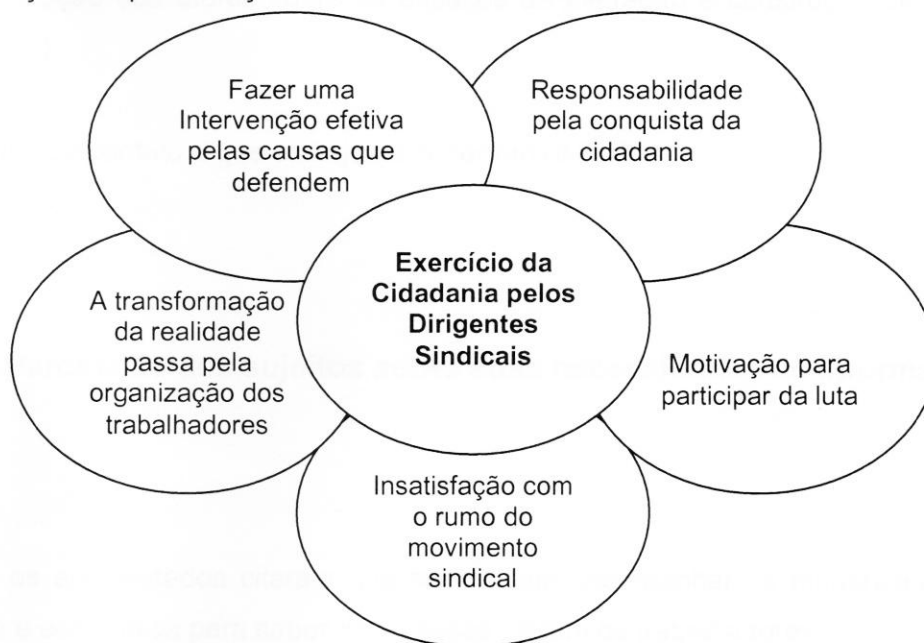 Fazer uma
Intervenção efetiva
pelas causas que
defendem
Responsabilidade
pela conquista da
cidadania
Exercício da
Cidadania pelos
Dirigentes
Sindicais
A transformação
da realidade
passa pela
organização dos
trabalhadores
Motivação para
participar da luta
Insatisfação com
o rumo do
movimento
sindical